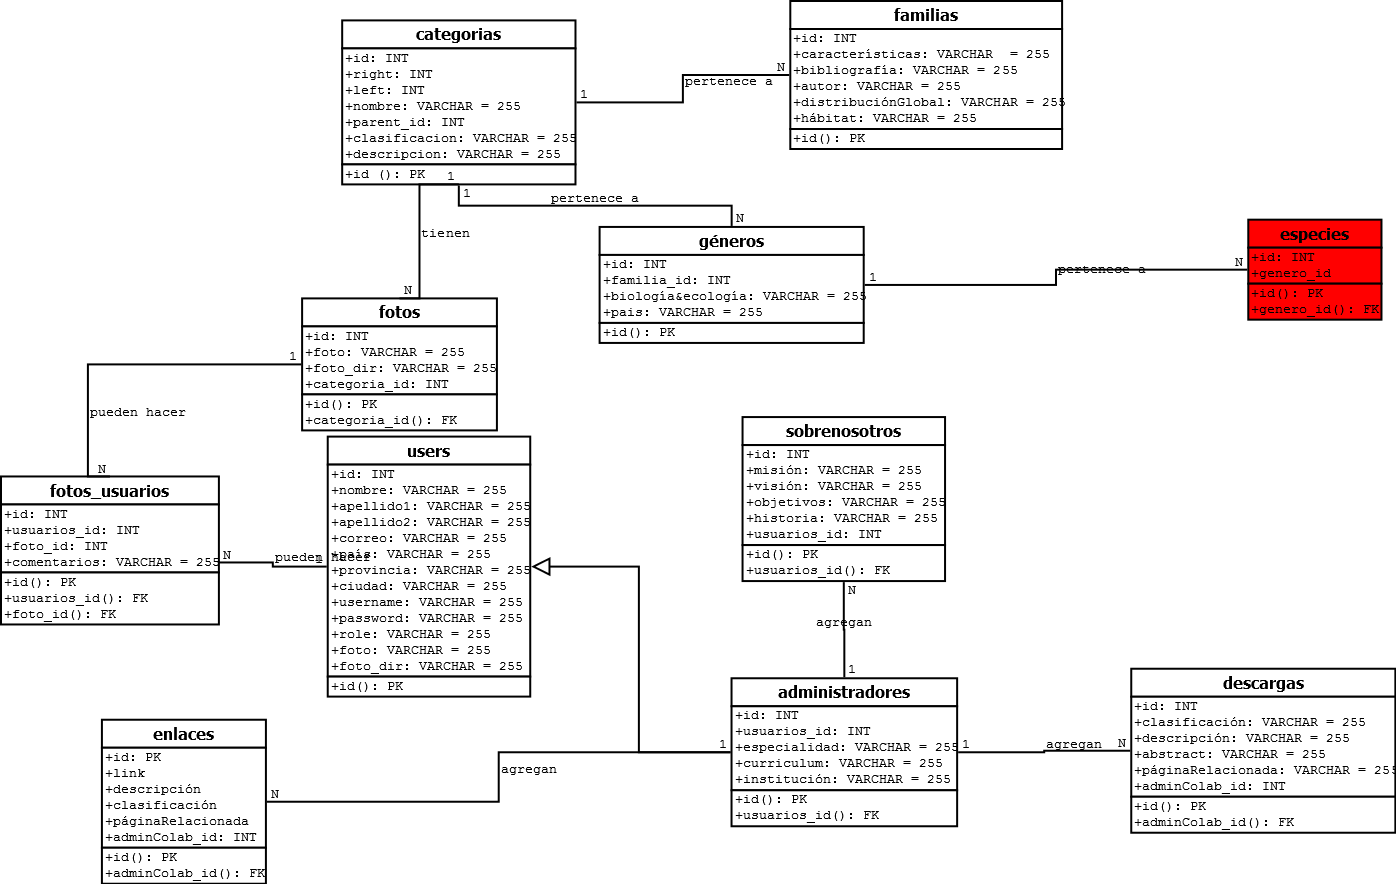 categorias
+id: INT
+right: INT
+left: INT
+nombre: VARCHAR = 255
+parent_id: INT
+clasificacion: VARCHAR = 255
+descripcion: VARCHAR = 255
+id (): PK
1
N
pertenece a
familias
+id: INT
+características: VARCHAR  = 255
+bibliografía: VARCHAR = 255
+autor: VARCHAR = 255
+distribuciónGlobal: VARCHAR = 255
+hábitat: VARCHAR = 255
+id(): PK
1
1
pertenece a
N
tienen
N
géneros
+id: INT
+familia_id: INT
+biología&ecología: VARCHAR = 255
+pais: VARCHAR = 255
+id(): PK
1
pertenece a
N
especies
+id: INT
+genero_id
+id(): PK
+genero_id(): FK
fotos
+id: INT
+foto: VARCHAR = 255
+foto_dir: VARCHAR = 255
+categoria_id: INT
+id(): PK
+categoria_id(): FK
1
pueden hacer
N
fotos_usuarios
+id: INT
+usuarios_id: INT
+foto_id: INT
+comentarios: VARCHAR = 255
+id(): PK
+usuarios_id(): FK
+foto_id(): FK
N
pueden hacer
1
users
+id: INT
+nombre: VARCHAR = 255
+apellido1: VARCHAR = 255
+apellido2: VARCHAR = 255
+correo: VARCHAR = 255
+país: VARCHAR = 255
+provincia: VARCHAR = 255
+ciudad: VARCHAR = 255
+username: VARCHAR = 255
+password: VARCHAR = 255
+role: VARCHAR = 255
+foto: VARCHAR = 255
+foto_dir: VARCHAR = 255
+id(): PK
sobrenosotros
+id: INT
+misión: VARCHAR = 255
+visión: VARCHAR = 255
+objetivos: VARCHAR = 255
+historia: VARCHAR = 255
+usuarios_id: INT
+id(): PK
+usuarios_id(): FK
N
agregan
1
administradores
+id: INT
+usuarios_id: INT
+especialidad: VARCHAR = 255
+curriculum: VARCHAR = 255
+institución: VARCHAR = 255
+id(): PK
+usuarios_id(): FK
1
agregan
N
descargas
+id: INT
+clasificación: VARCHAR = 255
+descripción: VARCHAR = 255
+abstract: VARCHAR = 255
+páginaRelacionada: VARCHAR = 255
+adminColab_id: INT
+id(): PK
+adminColab_id(): FK
1
agregan
N
enlaces
+id: PK
+link
+descripción
+clasificación
+páginaRelacionada
+adminColab_id: INT
+id(): PK
+adminColab_id(): FK